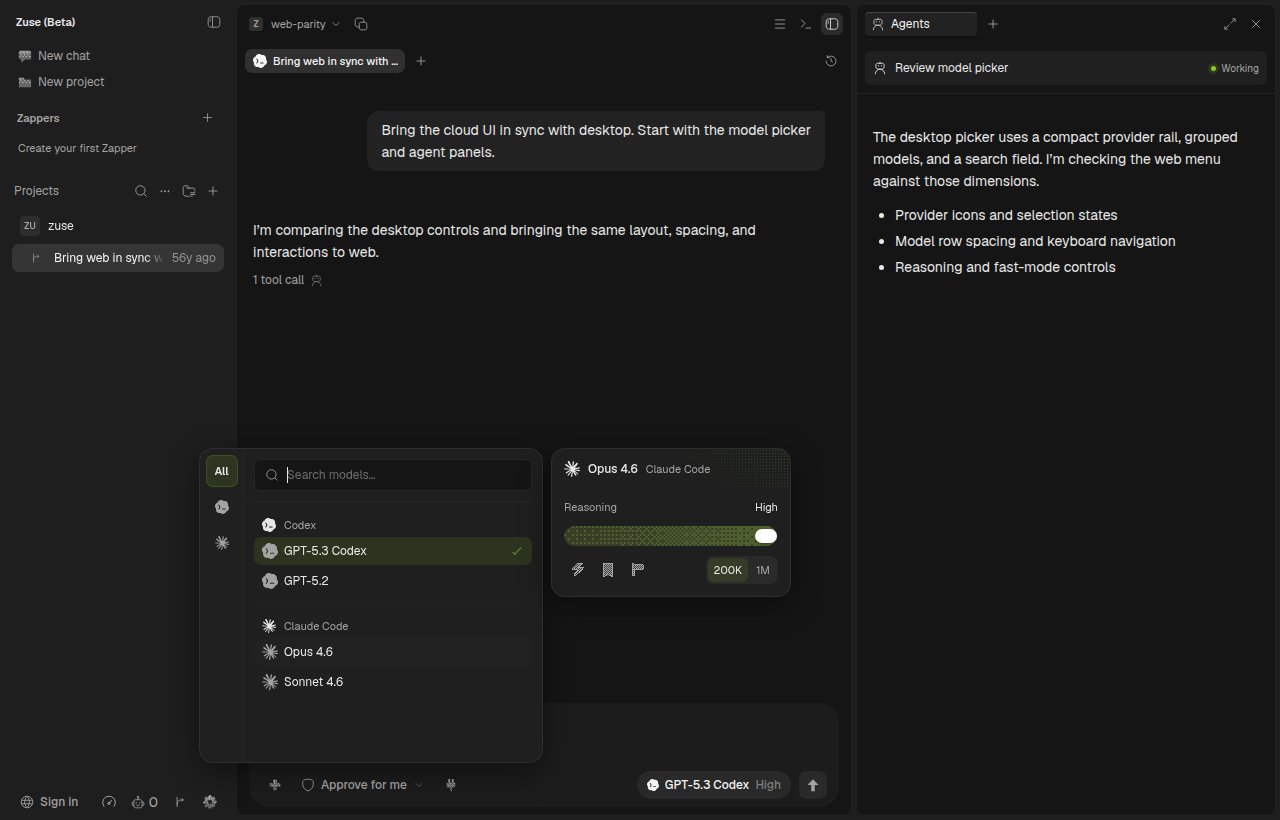 Zuse (Beta)
New chat
New project
Zappers
Create your first Zapper
Projects
ZU zuse
Bring web in sync w 56y ago
Sign in
0
Z web-parity
Bring web in sync with …
Bring the cloud UI in sync with desktop. Start with the model picker
and agent panels.
I’m comparing the desktop controls and bringing the same layout, spacing, and
interactions to web.
1 tool call
All
Search models…
Codex
GPT-5.3 Codex
GPT-5.2
Claude Code
Opus 4.6
Sonnet 4.6
Opus 4.6 Claude Code
Reasoning High
200K 1M
Approve for me
GPT-5.3 Codex High
Agents
Review model picker Working
The desktop picker uses a compact provider rail, grouped
models, and a search field. I’m checking the web menu
against those dimensions.
• Provider icons and selection states
• Model row spacing and keyboard navigation
• Reasoning and fast-mode controls